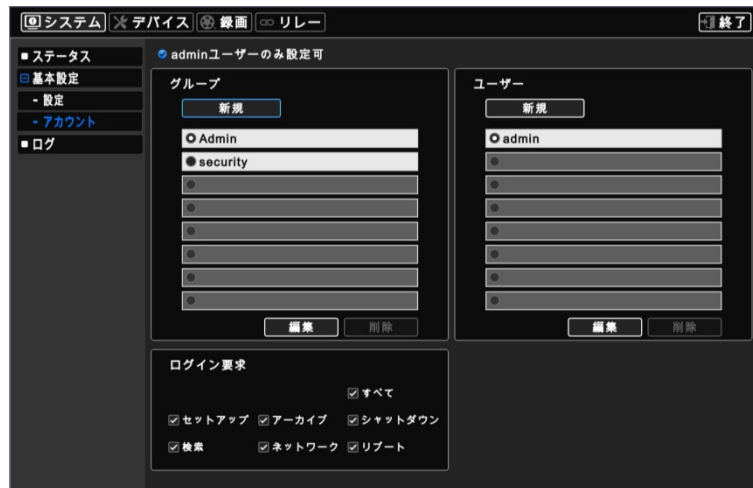 システム デバイス 録画 リレー 終了
ステータス
基本設定
- 設定
- アカウント
ログ
adminユーザーのみ設定可
グループ
新規
Admin
security
編集 削除
ユーザー
新規
admin
編集 削除
ログイン要求
すべて
セットアップ アーカイブ シャットダウン
検索 ネットワーク リブート